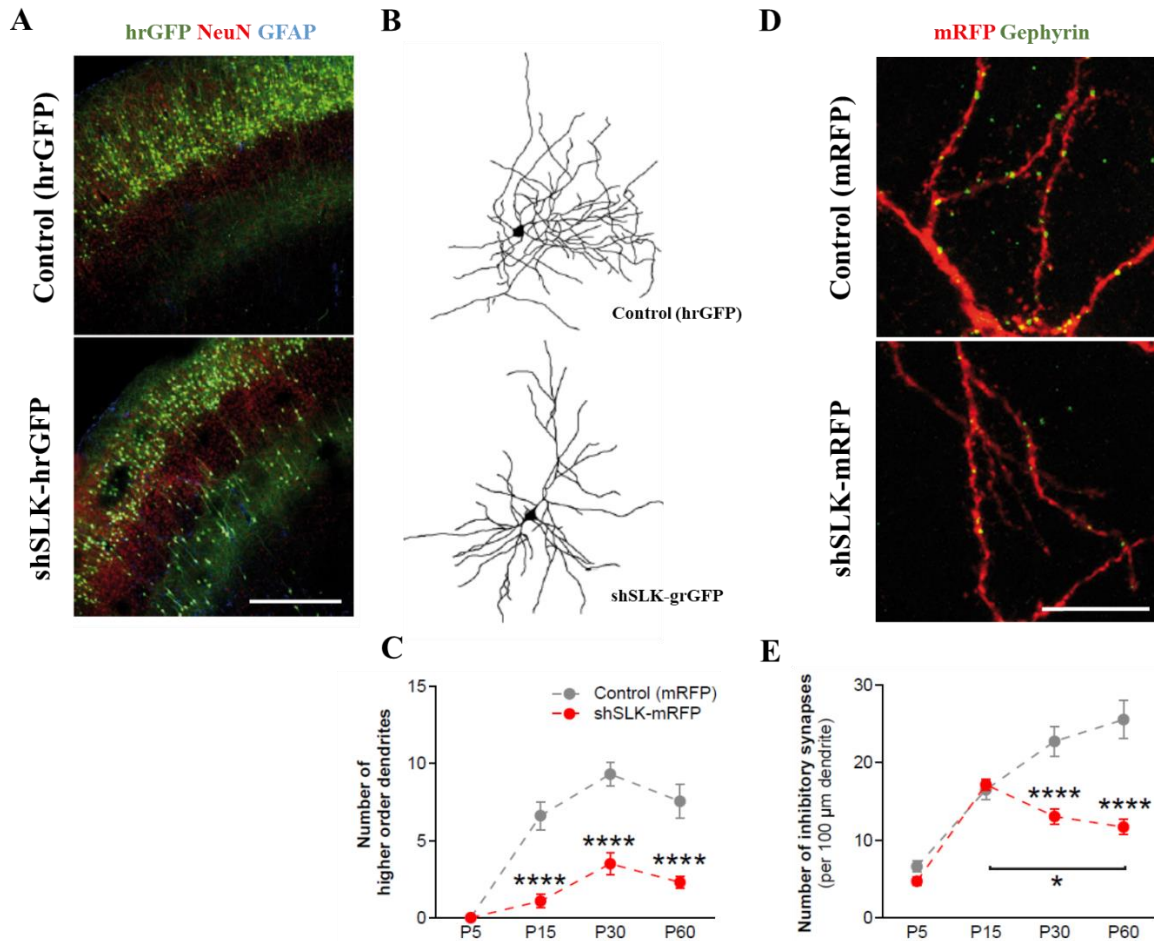 A
hrGFP NeuN GFAP
Control (hrGFP)
shSLK-hrGFP
B
Control (hrGFP)
shSLK-grGFP
C
Number of
higher order dendrites
15
10
5
0
Control (mRFP)
shSLK-mRFP
****
****
****
P5 P15 P30 P60
D
mRFP Gephyrin
Control (mRFP)
shSLK-mRFP
E
Number of inhibitory synapses
(per 100 µm dendrite)
30
20
10
0
****
****
*
P5 P15 P30 P60